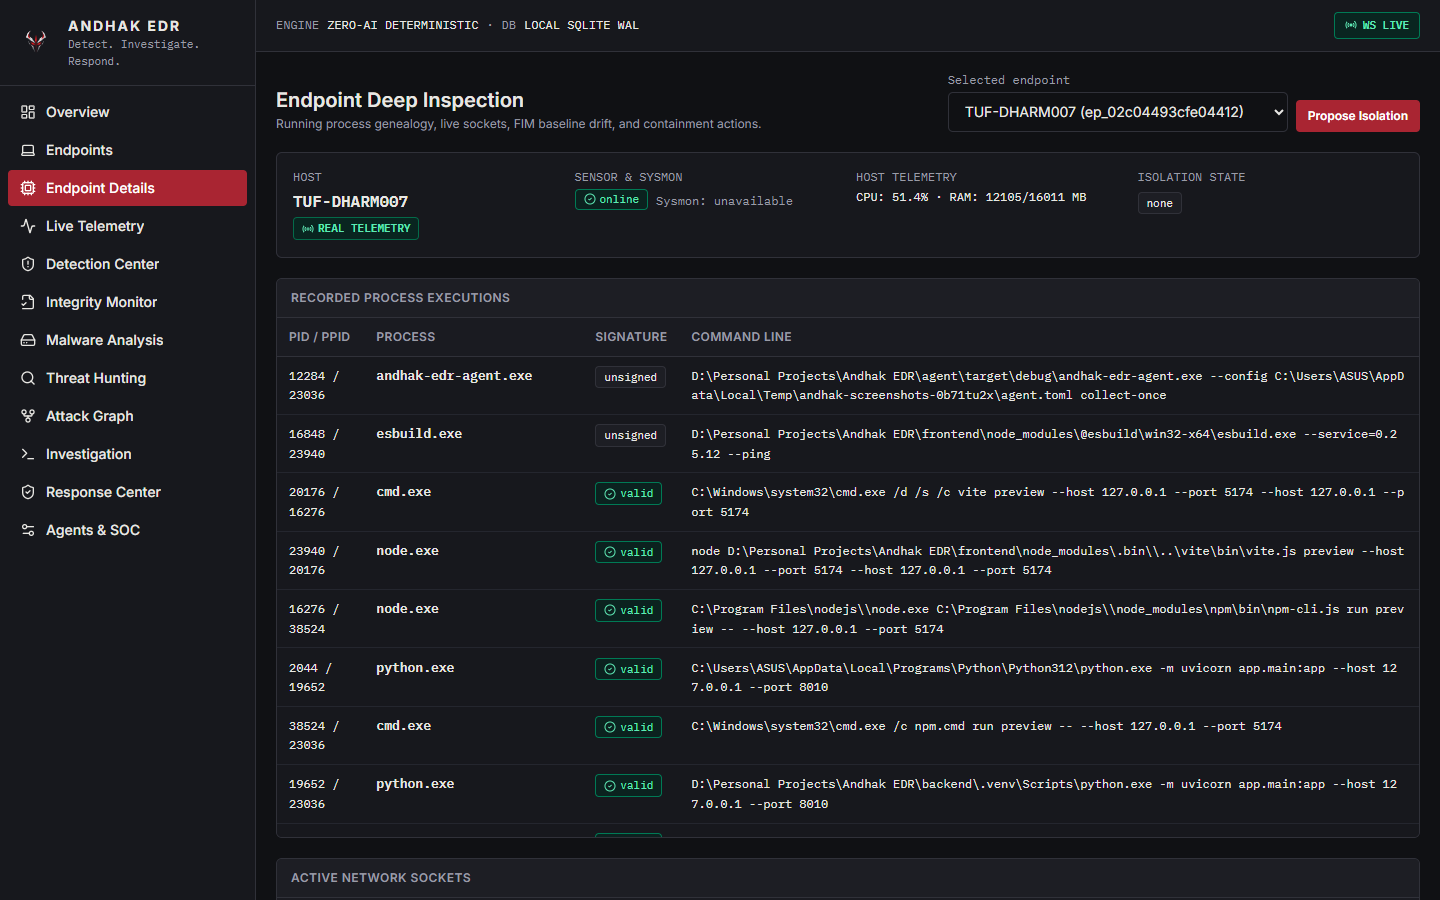 ANDHAK EDR
Detect. Investigate.
Respond.
Overview
Endpoints
Endpoint Details
Live Telemetry
Detection Center
Integrity Monitor
Malware Analysis
Threat Hunting
Attack Graph
Investigation
Response Center
Agents & SOC
ENGINE ZERO-AI DETERMINISTIC · DB LOCAL SQLITE WAL
WS LIVE
Endpoint Deep Inspection
Running process genealogy, live sockets, FIM baseline drift, and containment actions.
Selected endpoint
TUF-DHARM007 (ep_02c04493cfe04412)
Propose Isolation
HOST
TUF-DHARM007
REAL TELEMETRY
SENSOR & SYSMON
online Sysmon: unavailable
HOST TELEMETRY
CPU: 51.4% · RAM: 12105/16011 MB
ISOLATION STATE
none
RECORDED PROCESS EXECUTIONS
PID / PPID PROCESS SIGNATURE COMMAND LINE
12284 /
23036
andhak-edr-agent.exe
unsigned
D:\Personal Projects\Andhak EDR\agent\target\debug\andhak-edr-agent.exe --config C:\Users\ASUS\AppD
ata\Local\Temp\andhak-screenshots-0b71tu2x\agent.toml collect-once
16848 /
23940
esbuild.exe
unsigned
D:\Personal Projects\Andhak EDR\frontend\node_modules\@esbuild\win32-x64\esbuild.exe --service=0.2
5.12 --ping
20176 /
16276
cmd.exe
valid
C:\Windows\system32\cmd.exe /d /s /c vite preview --host 127.0.0.1 --port 5174 --host 127.0.0.1 --p
ort 5174
23940 /
20176
node.exe
valid
node D:\Personal Projects\Andhak EDR\frontend\node_modules\.bin\\..\vite\bin\vite.js preview --host
127.0.0.1 --port 5174 --host 127.0.0.1 --port 5174
16276 /
38524
node.exe
valid
C:\Program Files\nodejs\\node.exe C:\Program Files\nodejs\\node_modules\npm\bin\npm-cli.js run prev
iew -- --host 127.0.0.1 --port 5174
2044 /
19652
python.exe
valid
C:\Users\ASUS\AppData\Local\Programs\Python\Python312\python.exe -m uvicorn app.main:app --host 12
7.0.0.1 --port 8010
38524 /
23036
cmd.exe
valid
C:\Windows\system32\cmd.exe /c npm.cmd run preview -- --host 127.0.0.1 --port 5174
19652 /
23036
python.exe
valid
D:\Personal Projects\Andhak EDR\backend\.venv\Scripts\python.exe -m uvicorn app.main:app --host 12
7.0.0.1 --port 8010
ACTIVE NETWORK SOCKETS